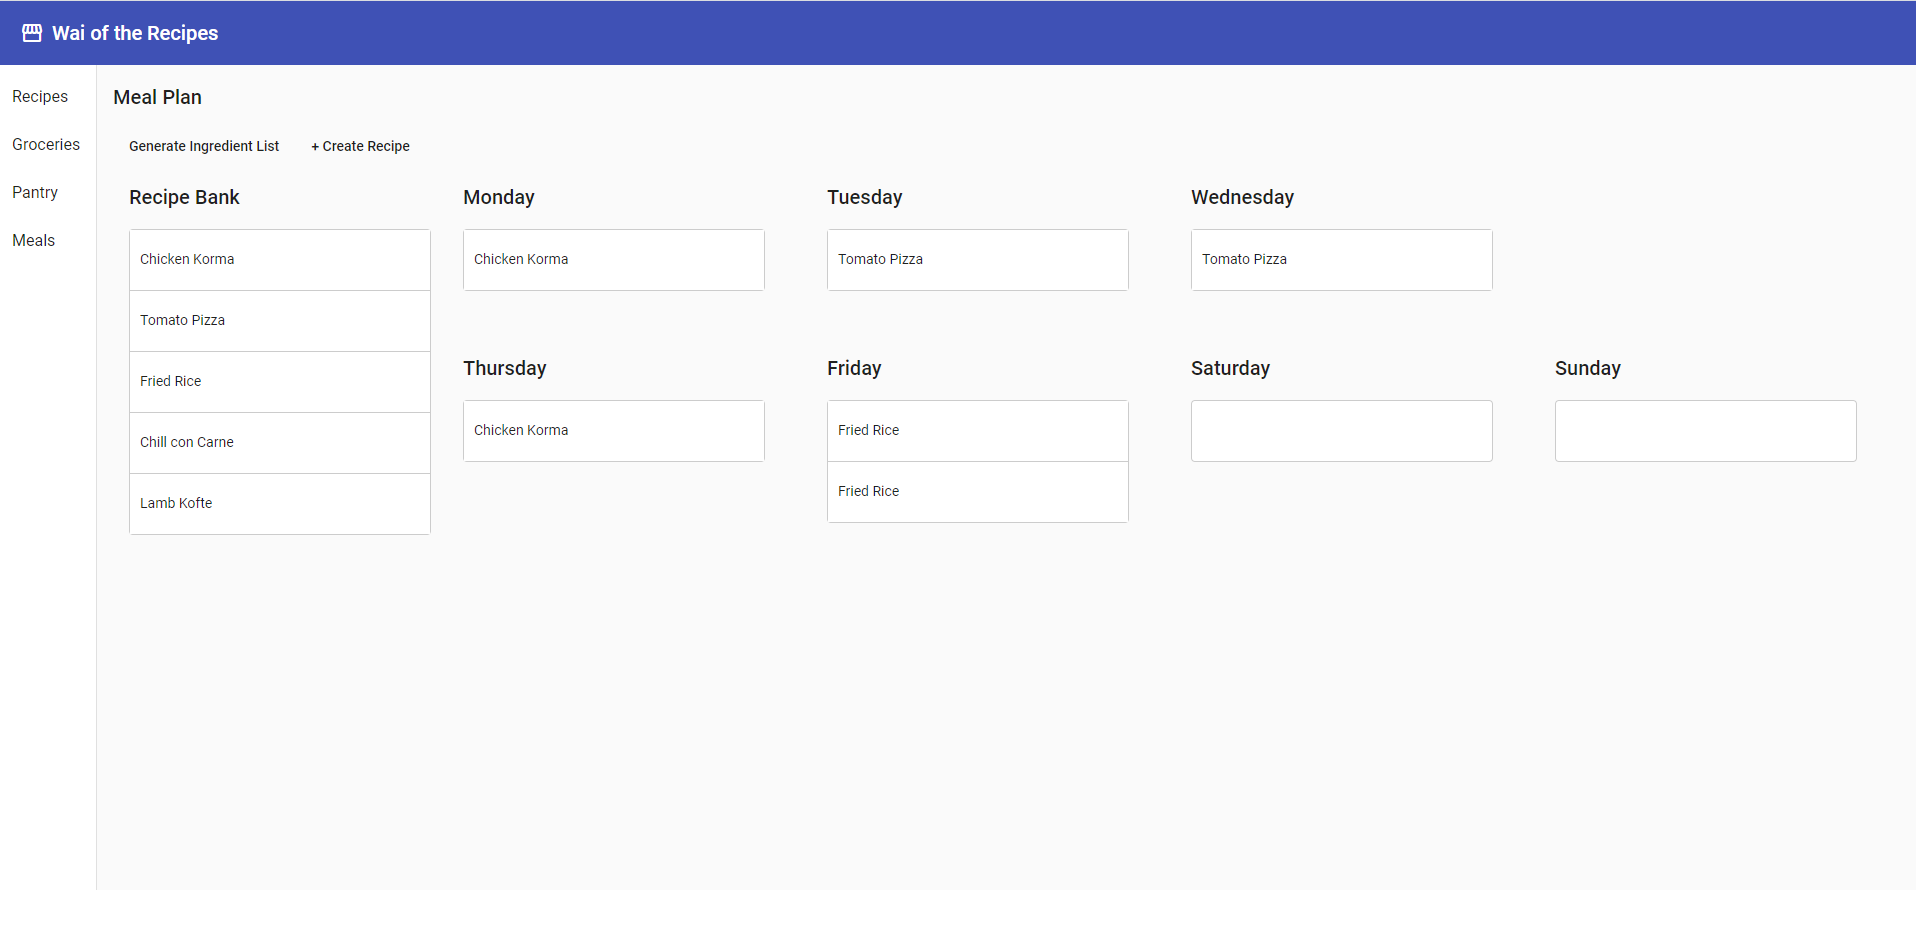 Wai of the Recipes
Recipes
Groceries
Pantry
Meals
Meal Plan
Generate Ingredient List
+ Create Recipe
Recipe Bank
Chicken Korma
Tomato Pizza
Fried Rice
Chill con Carne
Lamb Kofte
Monday
Chicken Korma
Tuesday
Tomato Pizza
Wednesday
Tomato Pizza
Thursday
Chicken Korma
Friday
Fried Rice
Fried Rice
Saturday
Sunday